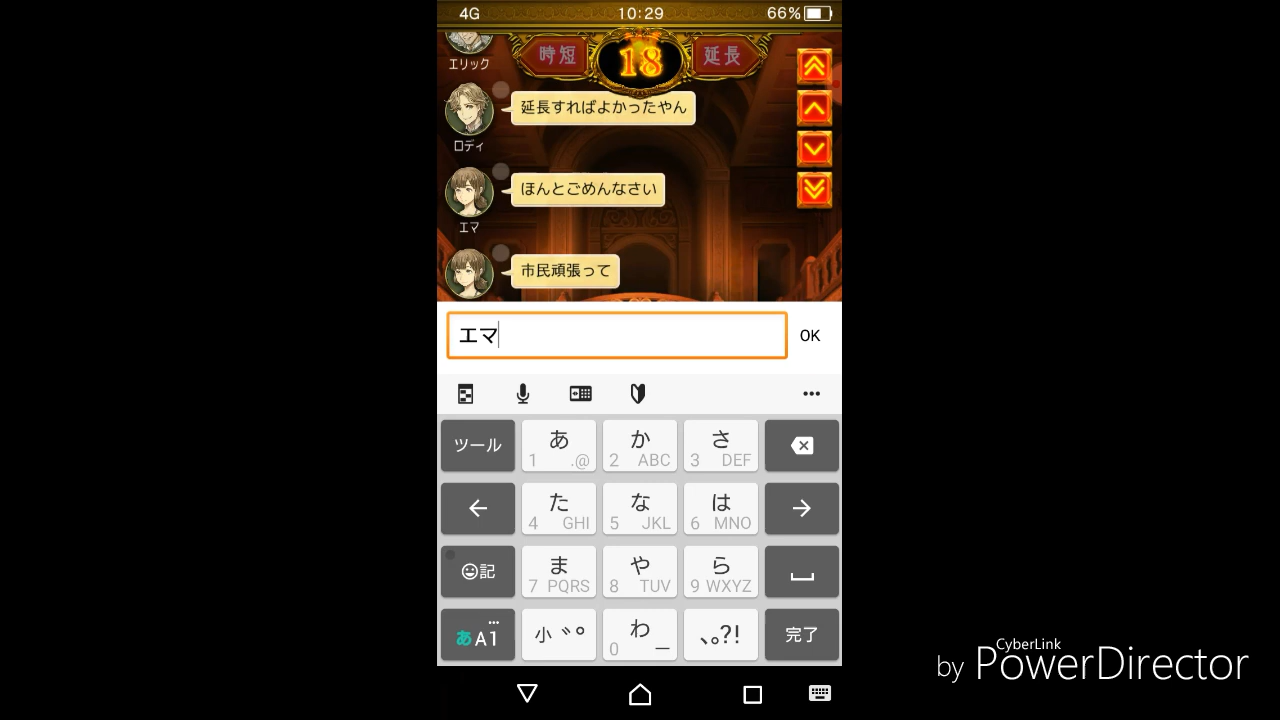 4G 10:29 66%
時短 18 延長
エリック
延長すればよかったやん
ロディ
ほんとごめんなさい
エマ
市民頑張って
エマ
OK
ツール
あ 1 .@
か 2 ABC
さ 3 DEF
た 4 GHI
な 5 JKL
は 6 MNO
記
ま 7 PQRS
や 8 TUV
ら 9 WXYZ
あA1
小゛゜
わ 0 ー
、。?!
完了
CyberLink
by PowerDirector